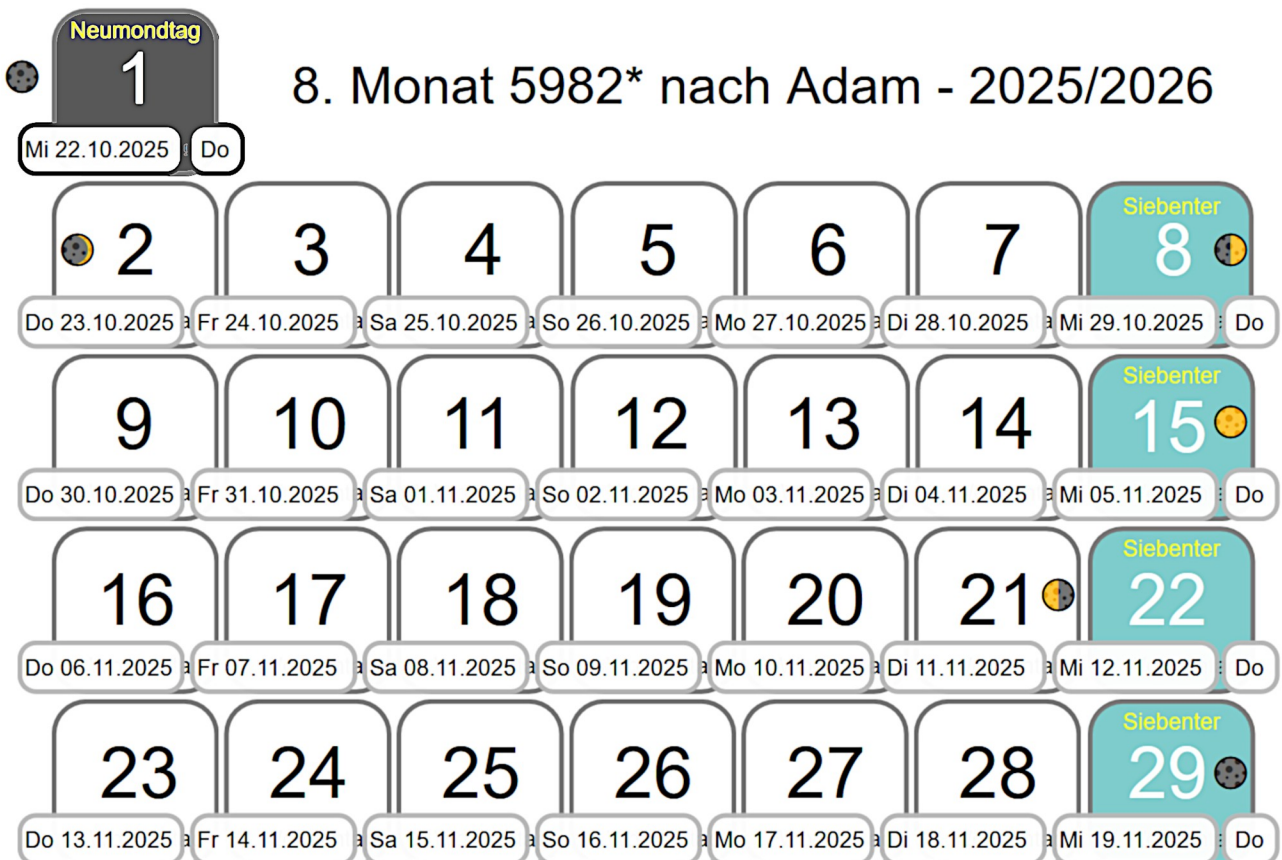 Neumondtag
1
8. Monat 5982* nach Adam - 2025/2026
Mi 22.10.2025 Do
2 3 4 5 6 7 Siebenter 8
Do 23.10.2025 Fr 24.10.2025 Sa 25.10.2025 So 26.10.2025 Mo 27.10.2025 Di 28.10.2025 Mi 29.10.2025 Do
9 10 11 12 13 14 Siebenter 15
Do 30.10.2025 Fr 31.10.2025 Sa 01.11.2025 So 02.11.2025 Mo 03.11.2025 Di 04.11.2025 Mi 05.11.2025 Do
16 17 18 19 20 21 Siebenter 22
Do 06.11.2025 Fr 07.11.2025 Sa 08.11.2025 So 09.11.2025 Mo 10.11.2025 Di 11.11.2025 Mi 12.11.2025 Do
23 24 25 26 27 28 Siebenter 29
Do 13.11.2025 Fr 14.11.2025 Sa 15.11.2025 So 16.11.2025 Mo 17.11.2025 Di 18.11.2025 Mi 19.11.2025 Do